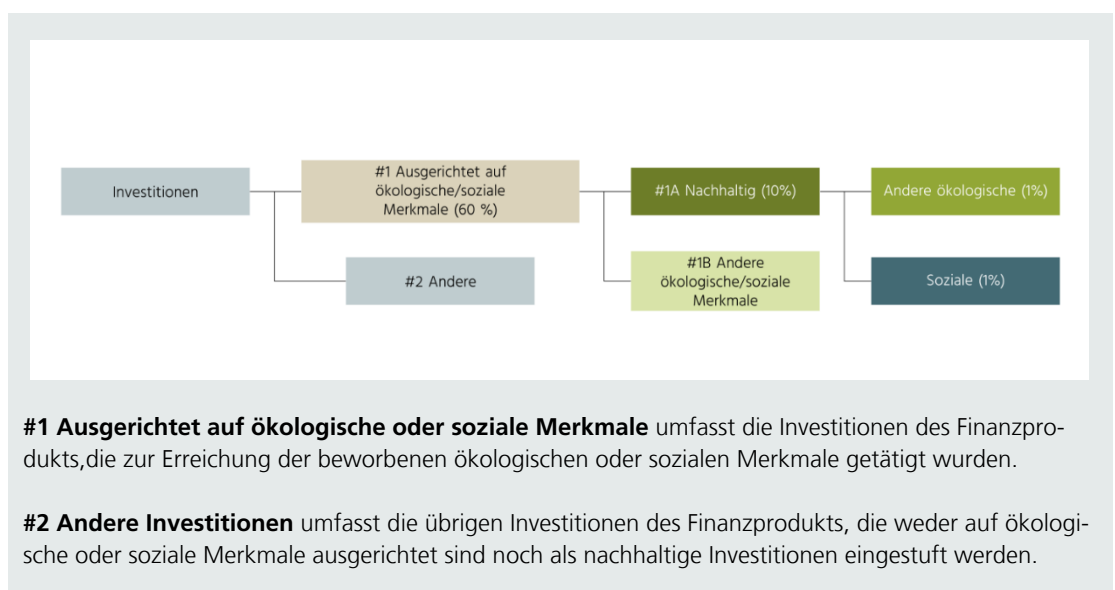 Investitionen
#1 Ausgerichtet auf
ökologische/soziale
Merkmale (60 %)
#1A Nachhaltig (10%)
Andere ökologische (1%)
#2 Andere
#1B Andere
ökologische/soziale
Merkmale
Soziale (1%)
#1 Ausgerichtet auf ökologische oder soziale Merkmale umfasst die Investitionen des Finanzpro-
dukts,die zur Erreichung der beworbenen ökologischen oder sozialen Merkmale getätigt wurden.
#2 Andere Investitionen umfasst die übrigen Investitionen des Finanzprodukts, die weder auf ökologi-
sche oder soziale Merkmale ausgerichtet sind noch als nachhaltige Investitionen eingestuft werden.